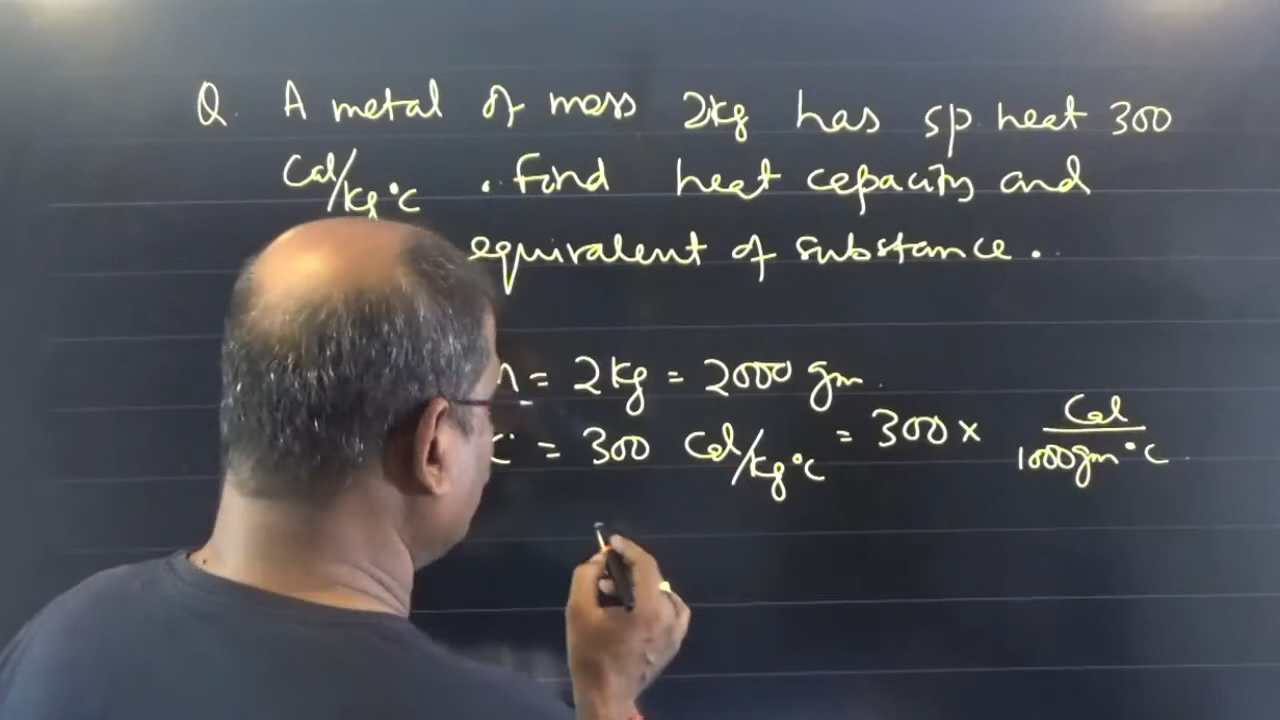 Q. A metal of mass 2kg has sp. heat 300
Cal/kg°C . Find heat capacity and
equivalent of substance.
= 2kg = 2000 gm.
= 300 Cal/kg°C = 300 × Cal/1000gm°C